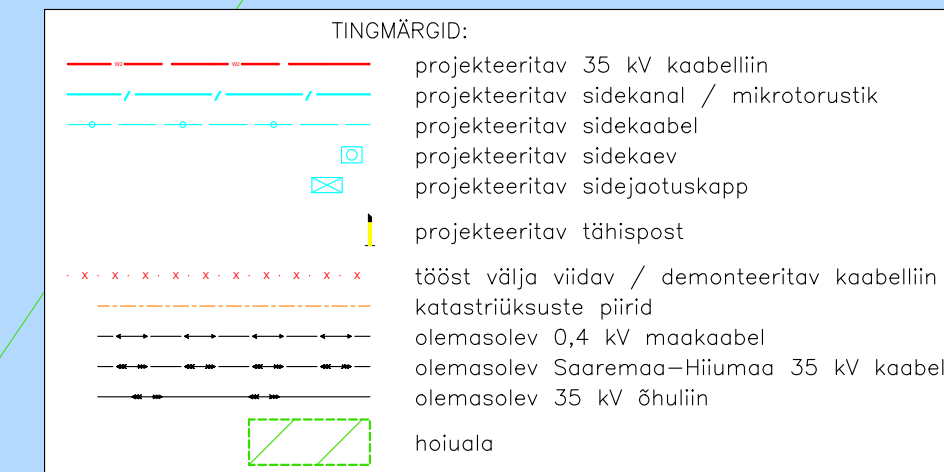 TINGMÄRGID:
W2 W2 projekteeritav 35 kV kaabelliin
projekteeritav sidekanal / mikrotorustik
projekteeritav sidekaabel
projekteeritav sidekaev
projekteeritav sidejaotuskapp
projekteeritav tähispost
x x x x x x x x x x tööst välja viidav / demonteeritav kaabelliin
katastriüksuste piirid
olemasolev 0,4 kV maakaabel
olemasolev Saaremaa-Hiiumaa 35 kV kaabel
olemasolev 35 kV õhuliin
hoiuala